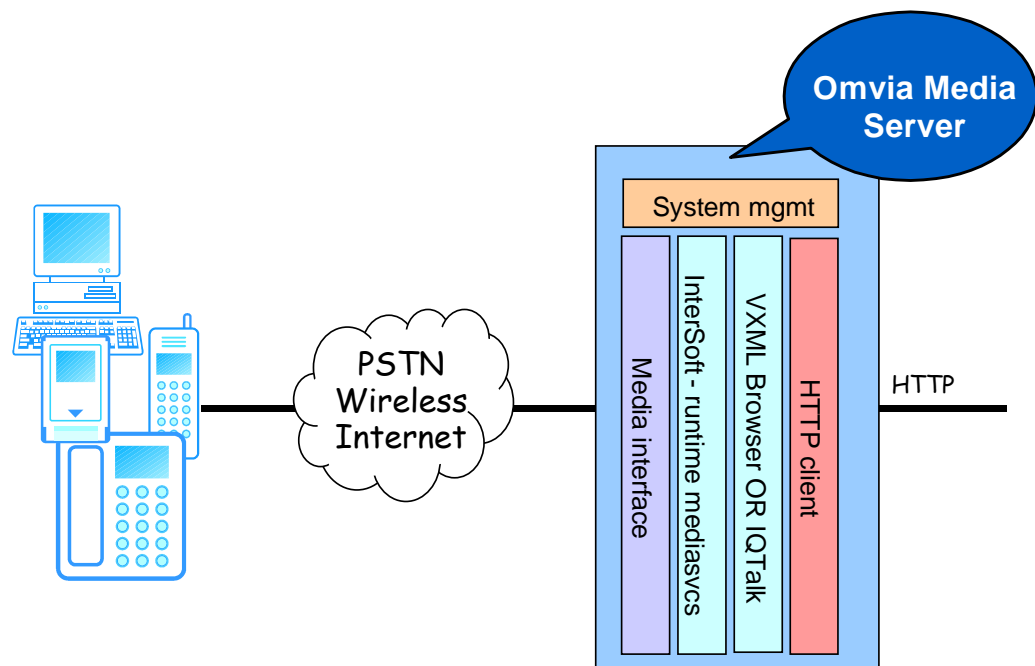 Omvia Media
Server
System mgmt
PSTN
Wireless
Internet
Media interface
InterSoft - runtime mediasvcs
VXML Browser OR IQTalk
HTTP client
HTTP